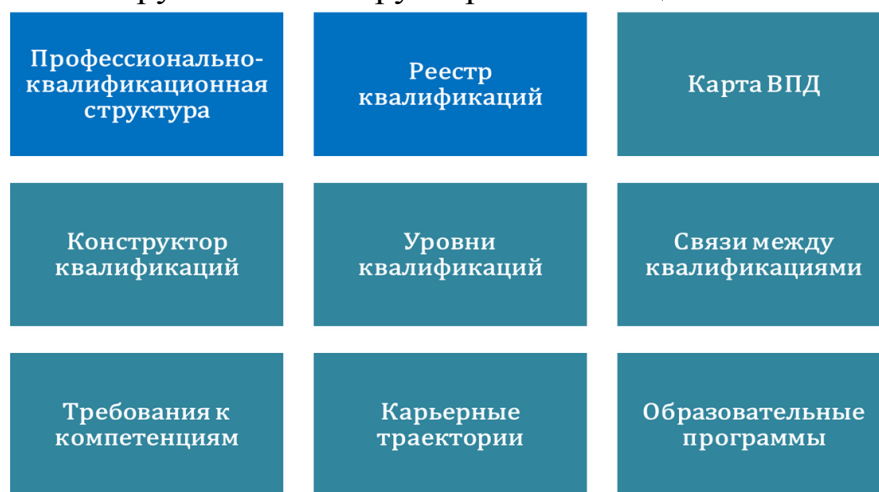 Профессионально-
квалификационная
структура
Реестр
квалификаций
Карта ВПД
Конструктор
квалификаций
Уровни
квалификаций
Связи между
квалификациями
Требования к
компетенциям
Карьерные
траектории
Образовательные
программы